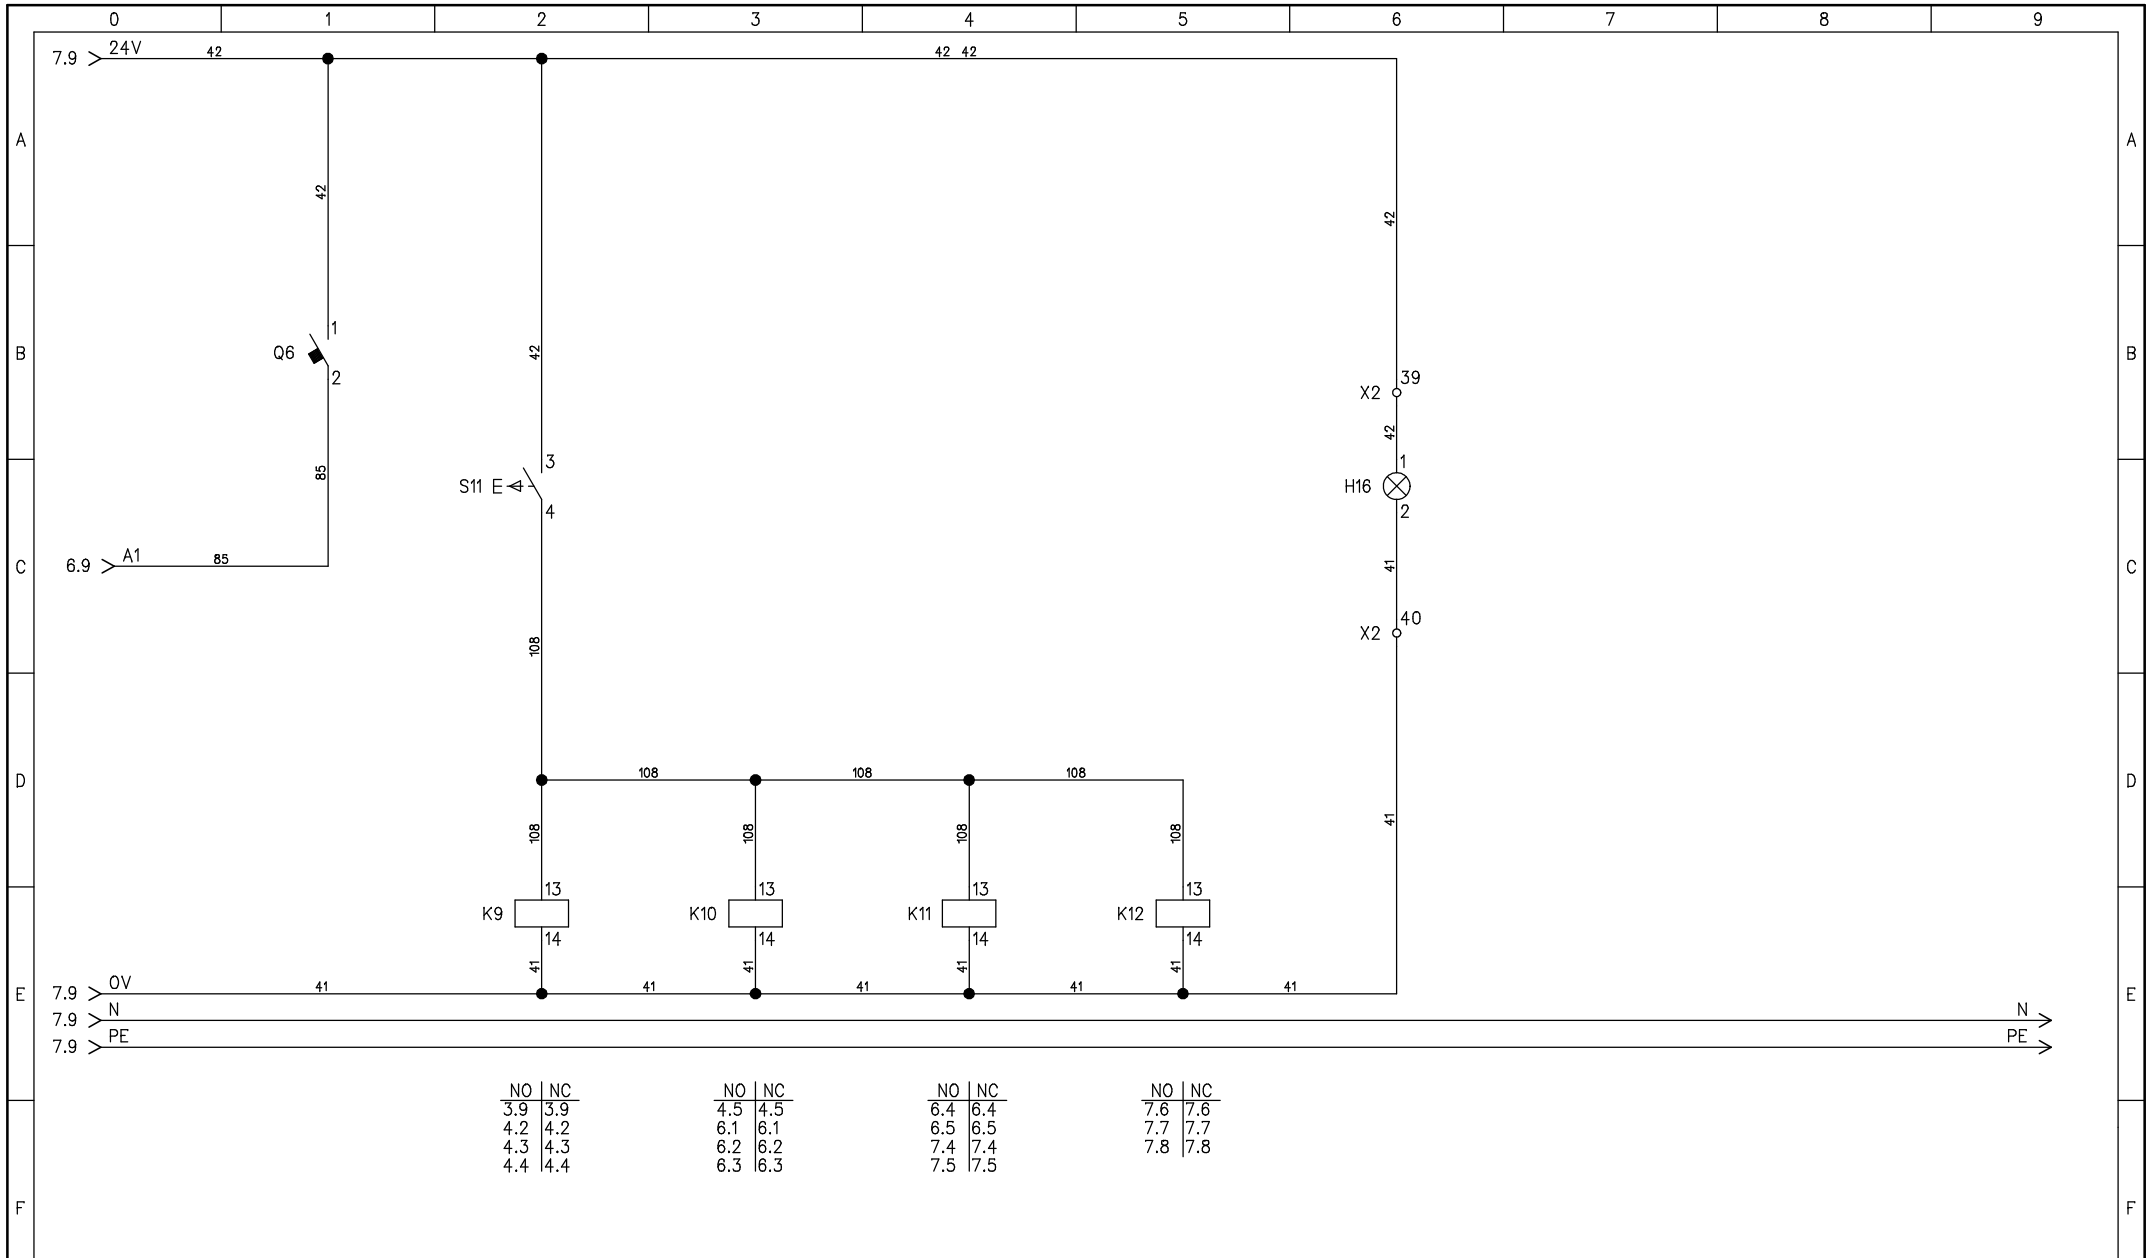 0 1 2 3 4 5 6 7 8 9
7.9 24V 42 42 42
A A
42 42
1
Q6
2
B 42 B
39
X2
42
3 1
85
S11 H16
4 2
6.9 A1 85 41
C C
40
X2
108
108 108 108
D D
108 108 108 108 41
13 13 13 13
K9 K10 K11 K12
14 14 14 14
41 41 41 41
7.9 0V 41 41 41 41 41
E E
7.9 N N
7.9 PE PE
NO NC NO NC NO NC NO NC
3.9 3.9 4.5 4.5 6.4 6.4 7.6 7.6
4.2 4.2 6.1 6.1 6.5 6.5 7.7 7.7
4.3 4.3 6.2 6.2 7.4 7.4 7.8 7.8
4.4 4.4 6.3 6.3 7.5 7.5
F F